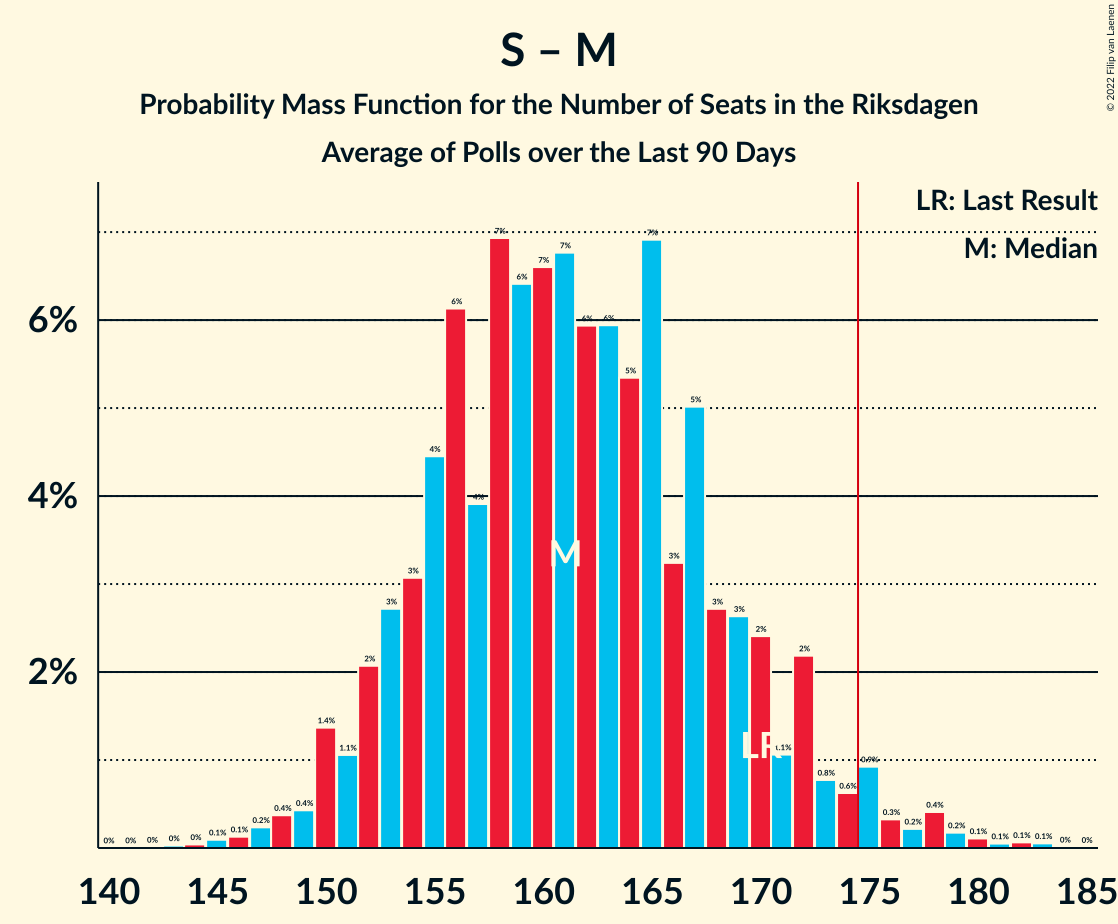 S – M
Probability Mass Function for the Number of Seats in the Riksdagen
Average of Polls over the Last 90 Days
© 2022 Filip van Laenen
LR: Last Result
M: Median
6%
4%
2%
0% 0% 0% 0% 0% 0.1% 0.1% 0.2% 0.4% 0.4% 1.4% 1.1% 2% 3% 3% 4% 6% 4% 7% 6% 7% 7% 6% 6% 5% 7% 3% 5% 3% 3% 2% 1.1% 2% 0.8% 0.6% 0.9% 0.3% 0.2% 0.4% 0.2% 0.1% 0.1% 0.1% 0.1% 0% 0%
M
LR
140 145 150 155 160 165 170 175 180 185